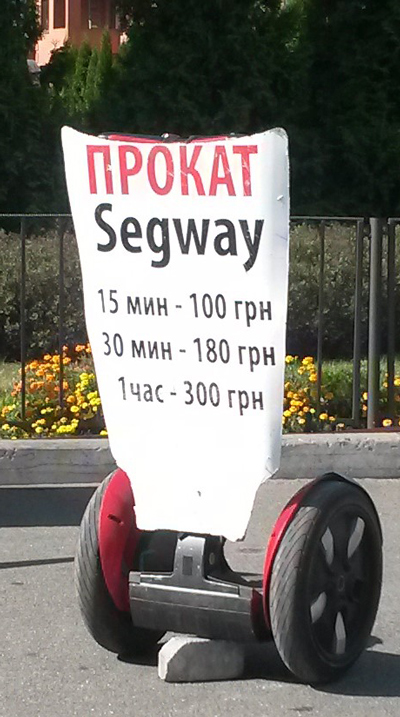 ПРОКАТ
Segway
15 мин - 100 грн
30 мин - 180 грн
1час - 300 грн